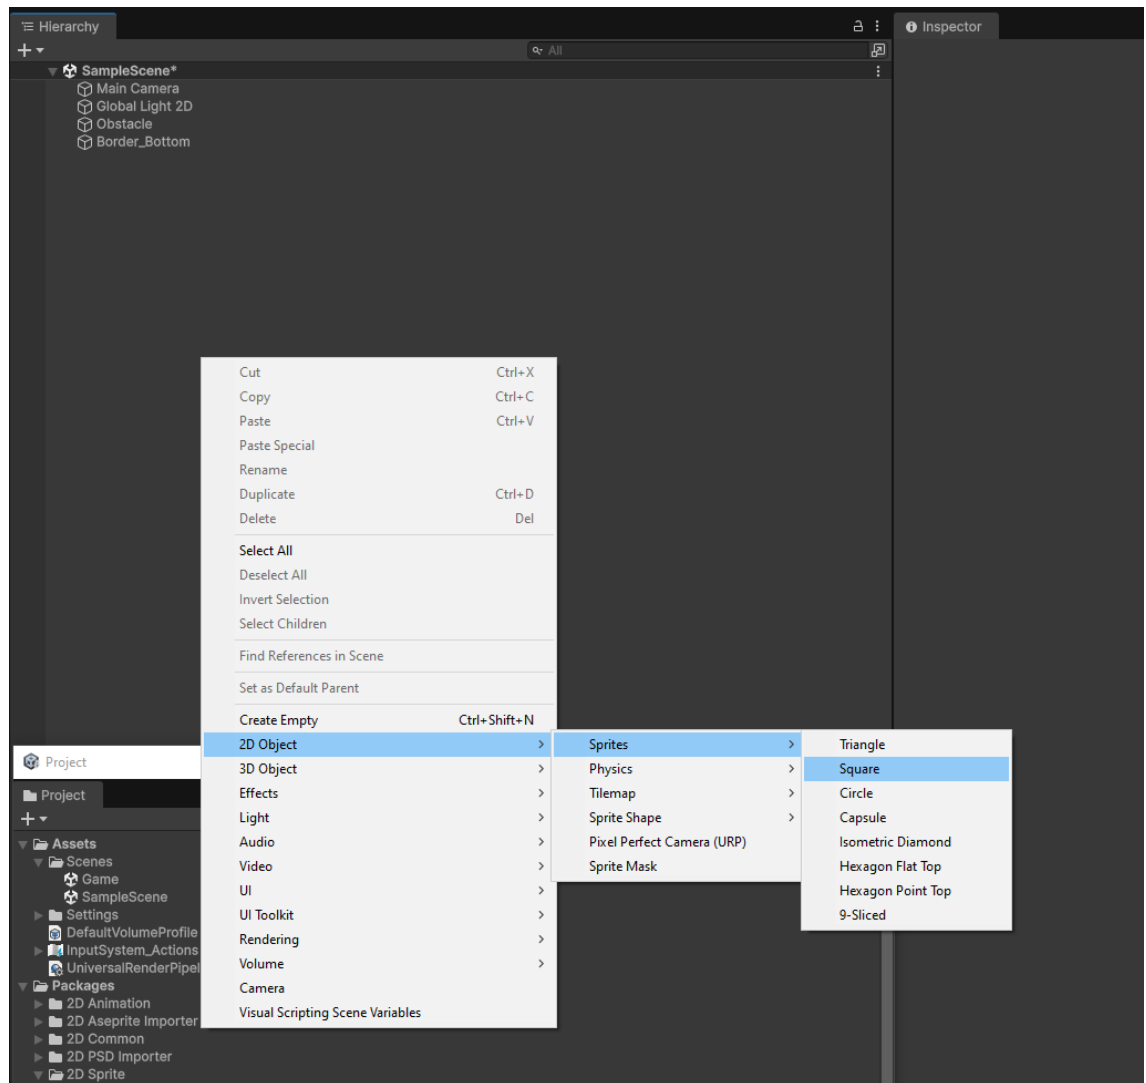 Hierarchy
Inspector
All
SampleScene*
Main Camera
Global Light 2D
Obstacle
Border_Bottom
Cut Ctrl+X
Copy Ctrl+C
Paste Ctrl+V
Paste Special
Rename
Duplicate Ctrl+D
Delete Del
Select All
Deselect All
Invert Selection
Select Children
Find References in Scene
Set as Default Parent
Create Empty Ctrl+Shift+N
2D Object
3D Object
Effects
Light
Audio
Video
UI
UI Toolkit
Rendering
Volume
Camera
Visual Scripting Scene Variables
Sprites
Physics
Tilemap
Sprite Shape
Pixel Perfect Camera (URP)
Sprite Mask
Triangle
Square
Circle
Capsule
Isometric Diamond
Hexagon Flat Top
Hexagon Point Top
9-Sliced
Project
Project
Assets
Scenes
Game
SampleScene
Settings
DefaultVolumeProfile
InputSystem_Actions
UniversalRenderPipel
Packages
2D Animation
2D Aseprite Importer
2D Common
2D PSD Importer
2D Sprite